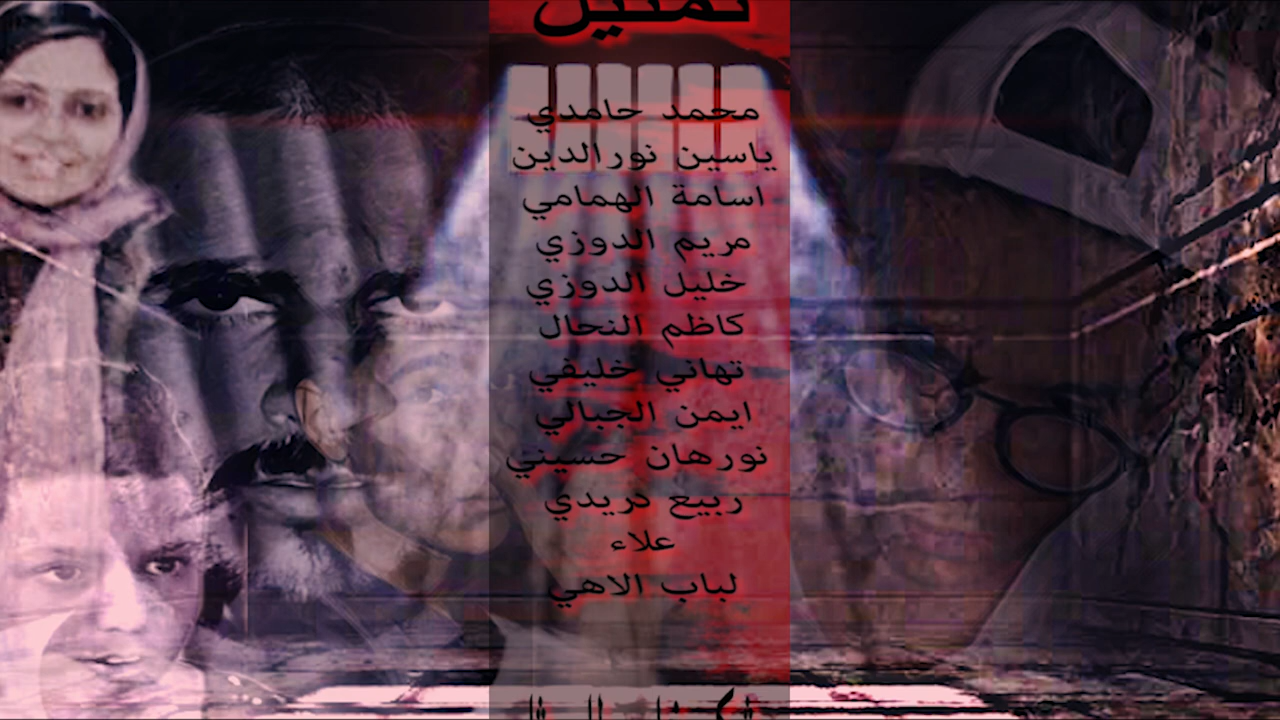 تمثيل
محمد حامدي
ياسين نورالدين
اسامة الهمامي
مريم الدوزي
خليل الدوزي
كاظم النحال
تهاني خليفي
ايمن الجبالي
نورهان حسيني
ربيع دريدي
علاء
لباب الاهي